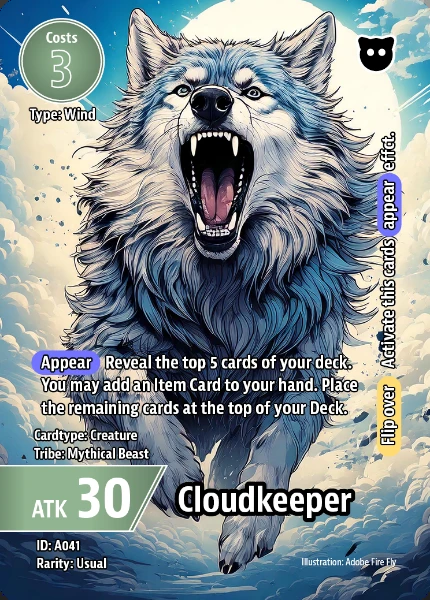 Costs
3
Type: Wind
Flip over Activate this cards appear effct.
Appear Reveal the top 5 cards of your deck.
You may add an Item Card to your hand. Place
the remaining cards at the top of your Deck.
Cardtype: Creature
Tribe: Mythical Beast
ATK 30
Cloudkeeper
ID: A041
Rarity: Usual
Illustration: Adobe Fire Fly